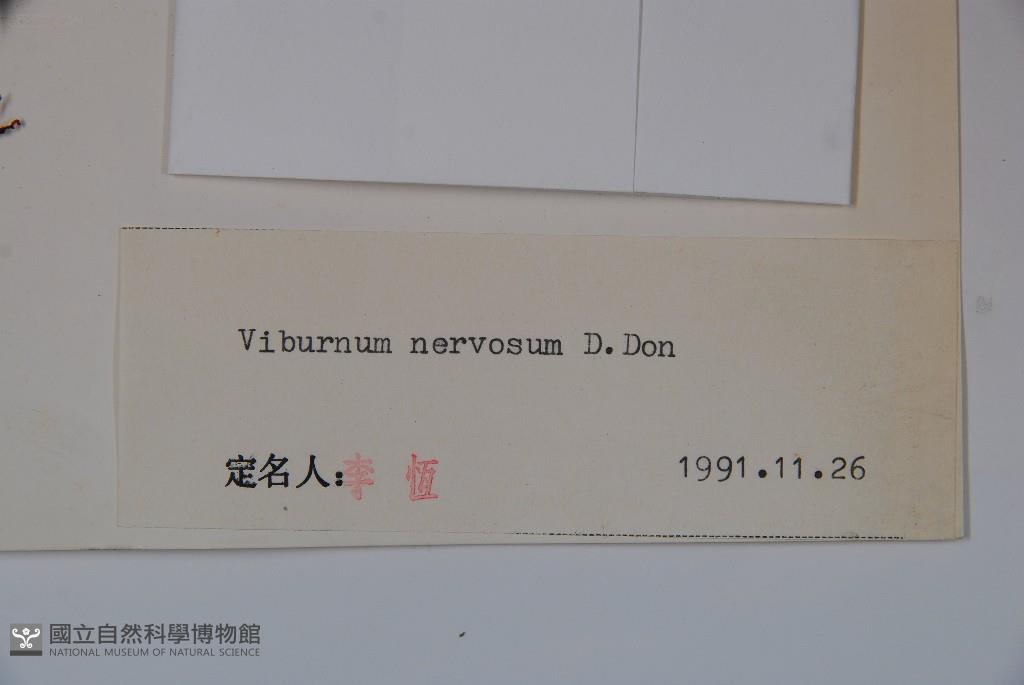 Viburnum nervosum D.Don
定名人:李 恆
1991.11.26
國立自然科學博物館
NATIONAL MUSEUM OF NATURAL SCIENCE